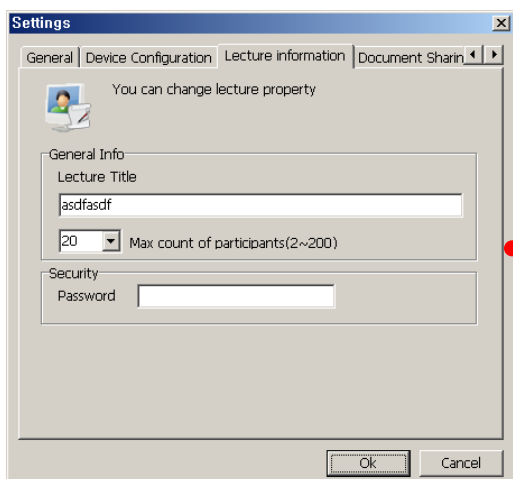 Settings
General Device Configuration Lecture information Document Sharin
You can change lecture property
General Info
Lecture Title
asdfasdf
20 Max count of participants(2~200)
Security
Password
Ok Cancel